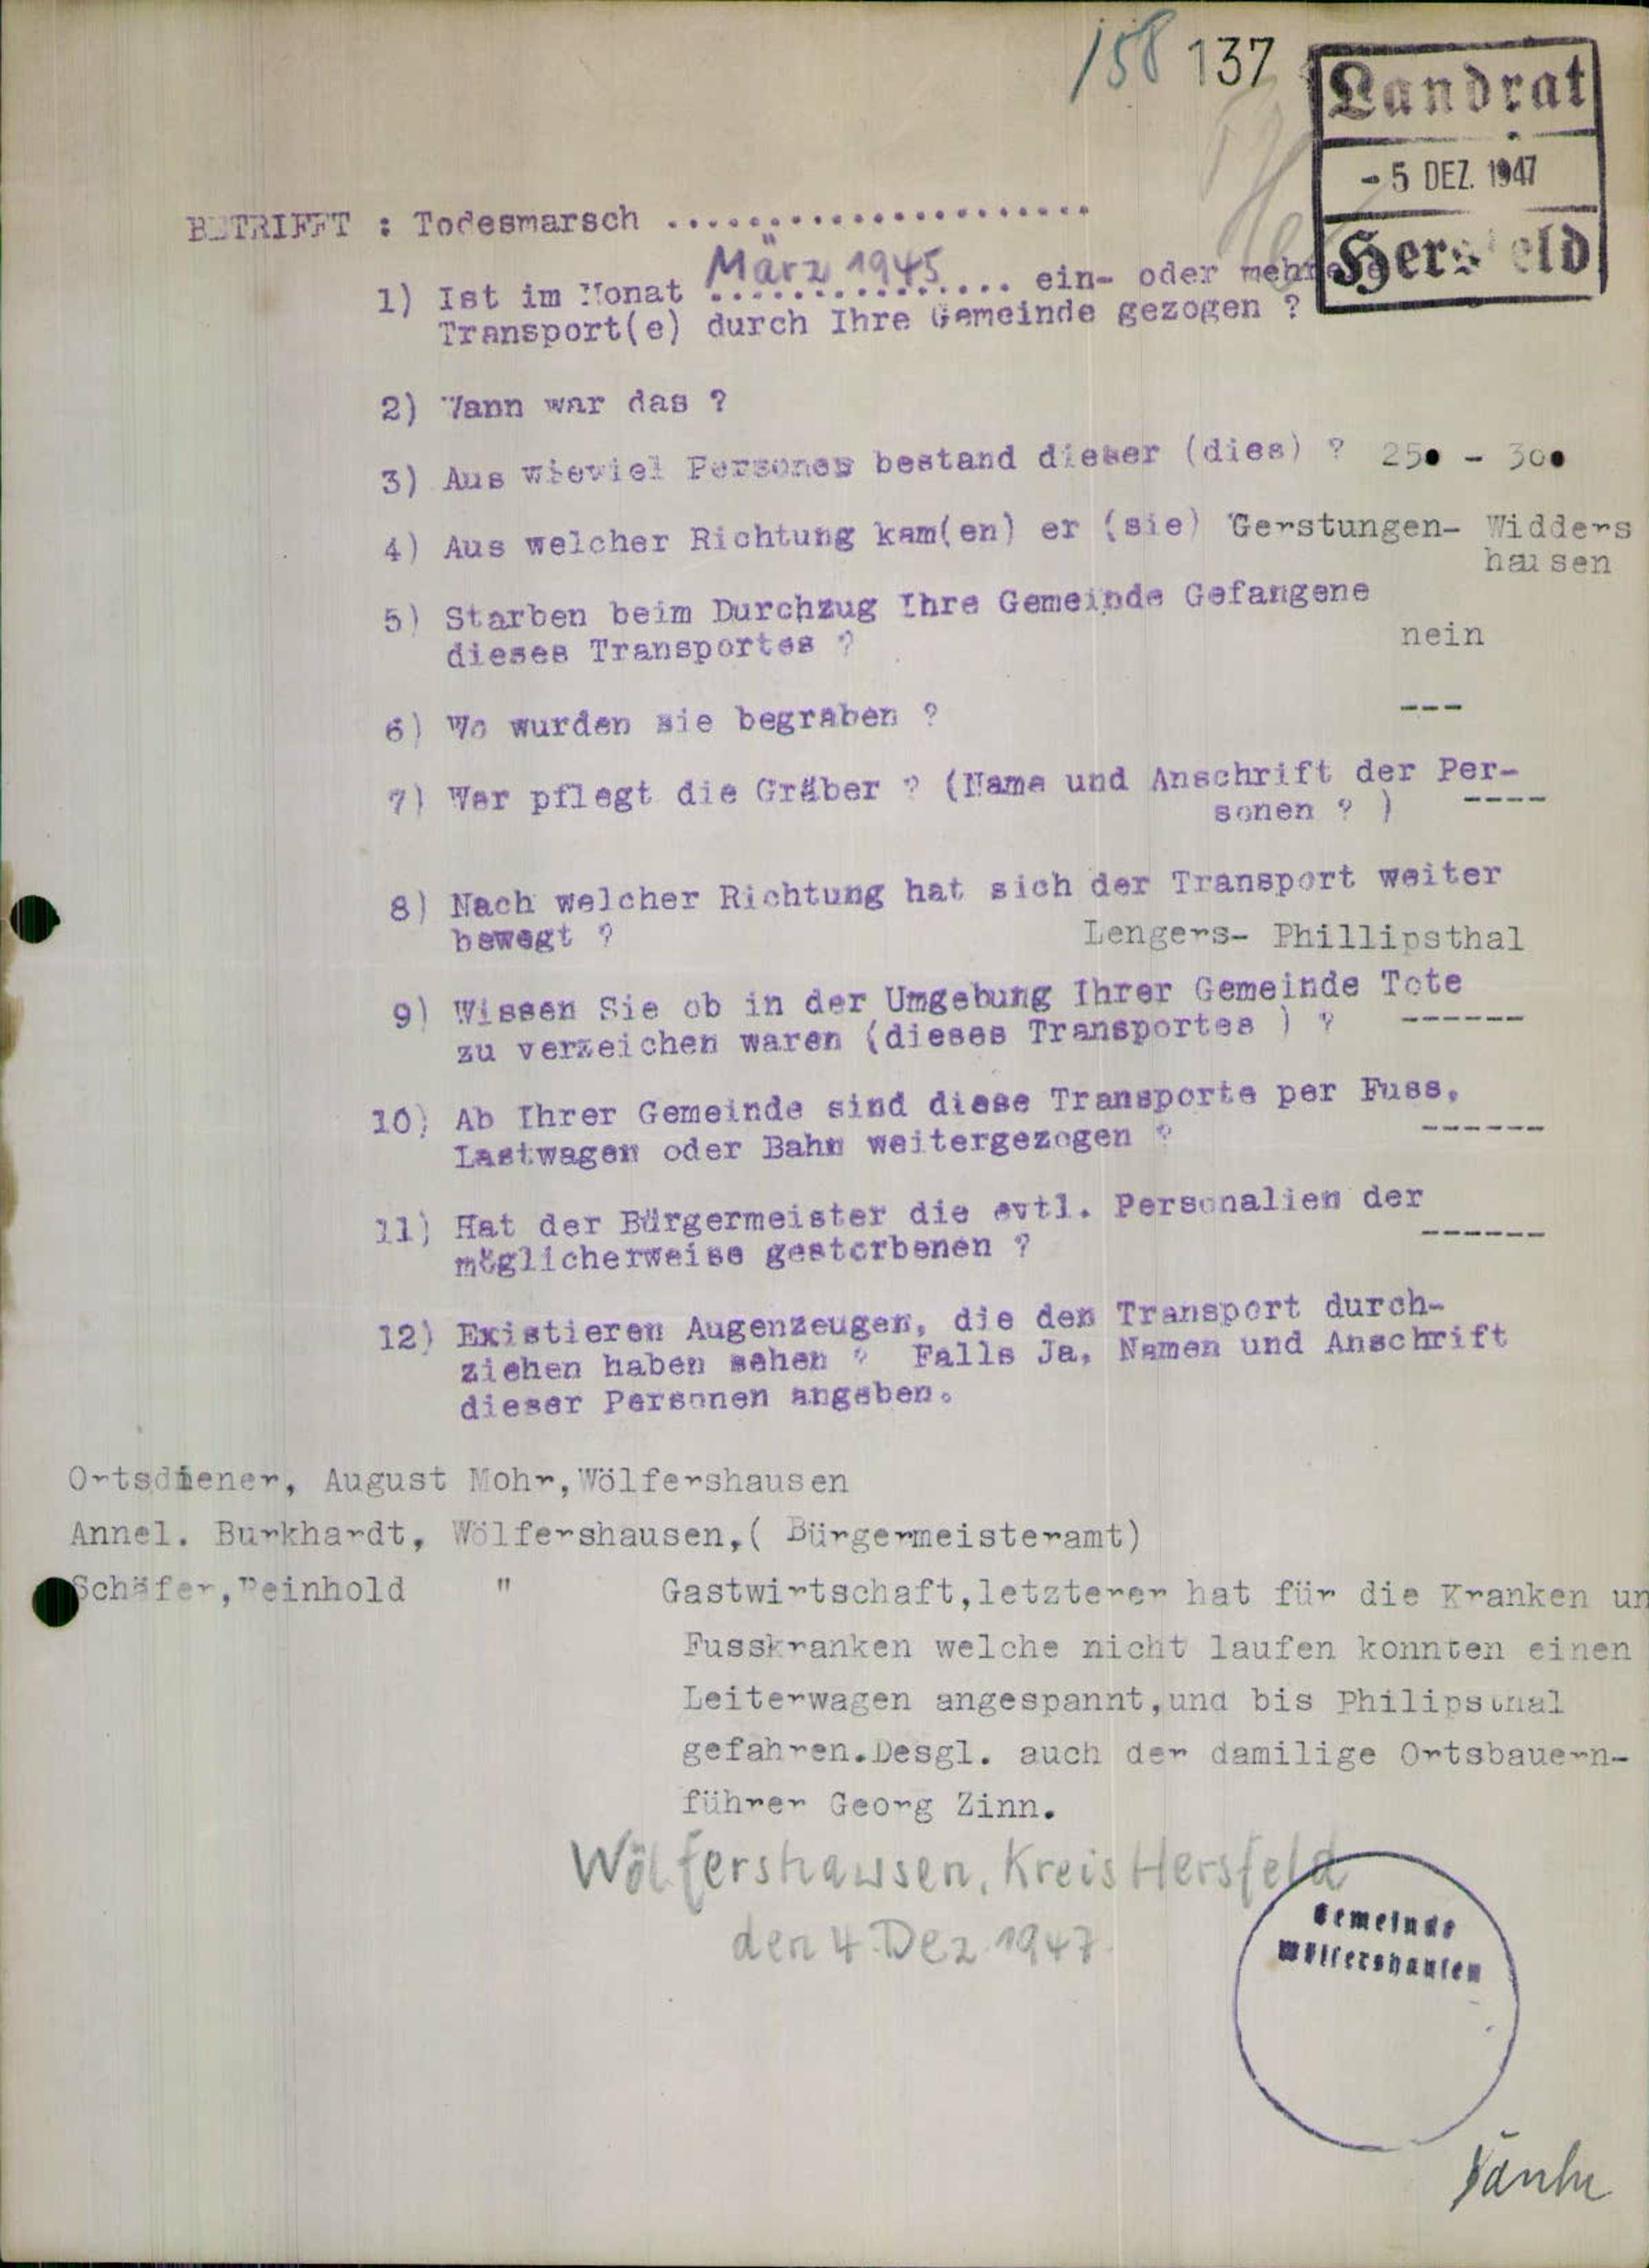 158 137
Landrat
- 5 DEZ. 1947
Hersfeld
BETRIFFT : Todesmarsch ......................
1) Ist im Monat März 1945 ein- oder mehrere
Transport(e) durch Ihre Gemeinde gezogen ?
2) Wann war das ?
3) Aus wieviel Personen bestand dieser (dies) ? 250 - 300
4) Aus welcher Richtung kam(en) er (sie) Gerstungen- Widders
hausen
5) Starben beim Durchzug Ihre Gemeinde Gefangene
dieses Transportes ?
nein
6) Wo wurden sie begraben ? ---
7) Wer pflegt die Gräber ? (Name und Anschrift der Per-
sonen ? ) ----
8) Nach welcher Richtung hat sich der Transport weiter
bewegt ? Lengers- Phillipsthal
9) Wissen Sie ob in der Umgebung Ihrer Gemeinde Tote
zu verzeichen waren (dieses Transportes ) ? ------
10) Ab Ihrer Gemeinde sind diese Transporte per Fuss,
Lastwagen oder Bahn weitergezogen ? ------
11) Hat der Bürgermeister die evtl. Personalien der
möglicherweise gestorbenen ? ------
12) Existieren Augenzeugen, die den Transport durch-
ziehen haben sehen ? Falls Ja, Namen und Anschrift
dieser Personen angeben.
Ortsdiener, August Mohr,Wölfershausen
Annel. Burkhardt, Wölfershausen,( Bürgermeisteramt)
Schäfer,Reinhold " Gastwirtschaft,letzterer hat für die Kranken un
Fusskranken welche nicht laufen konnten einen
Leiterwagen angespannt,und bis Philipsthal
gefahren.Desgl. auch der damilige Ortsbauern-
führer Georg Zinn.
Wölfershausen, Kreis Hersfeld
den 4. Dez. 1947.
Gemeinde
Wölfershausen